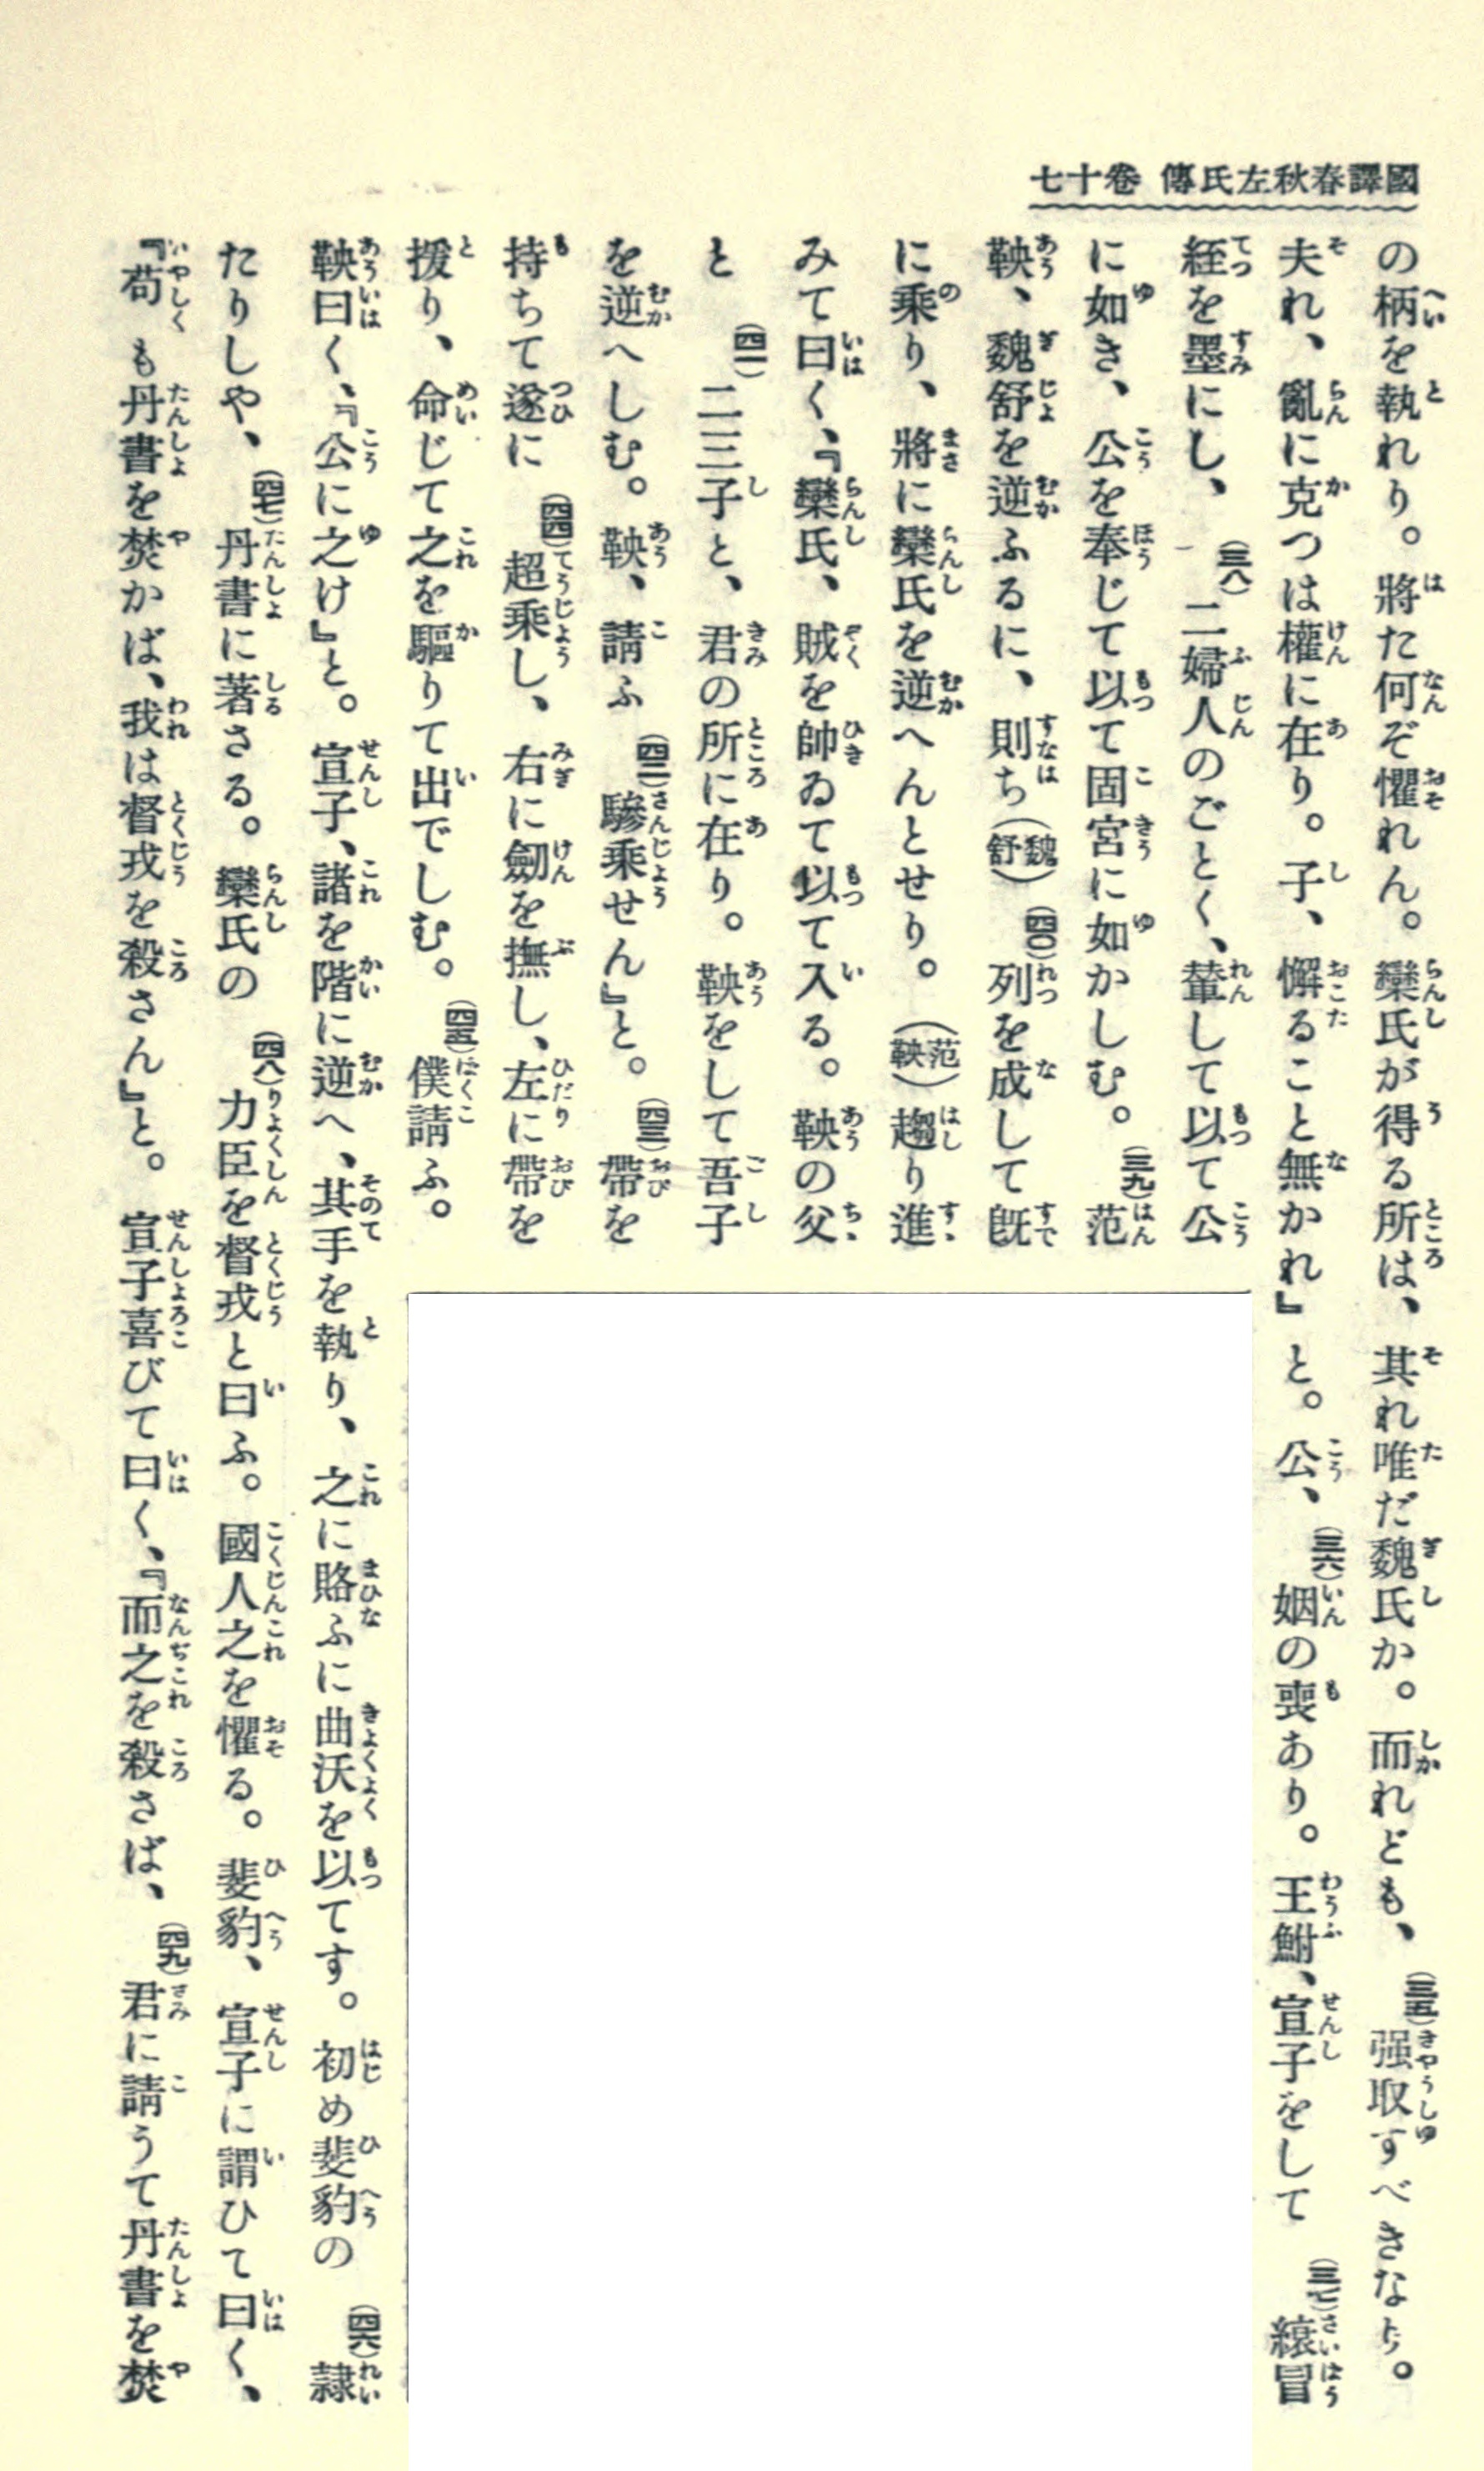 國譯春秋左氏傳 卷十七
の柄を執れり。將た何ぞ懼れん。欒氏が得る所は、其れ唯だ魏氏か。而れども、(三五)强取すべきなり。
夫れ、亂に克つは權に在り。子、懈ること無かれ』と。公、(三六)姻の喪あり。王鮒、宣子をして(三七)縗冒
絰を墨にし、(三八)二婦人のごとく、輦して以て公
に如き、公を奉じて以て固宮に如かしむ。(三九)范
鞅、魏舒を逆ふるに、則ち(魏舒)(四〇)列を成して旣
に乘り、將に欒氏を逆へんとせり。(范鞅)趨り進
みて曰く、『欒氏、賊を帥ゐて以て入る。鞅の父
と(四一)二三子と、君の所に在り。鞅をして吾子
を逆へしむ。鞅、請ふ(四二)驂乘せん』と。(四三)帶を
持ちて遂に(四四)超乘し、右に劒を撫し、左に帶を
援り、命じて之を驅りて出でしむ。(四五)僕請ふ。
鞅曰く、『公に之け』と。宣子、諸を階に逆へ、其手を執り、之に賂ふに曲沃を以てす。初め斐豹の(四六)隷
たりしや、(四七)丹書に著さる。欒氏の(四八)力臣を督戎と曰ふ。國人之を懼る。斐豹、宣子に謂ひて曰く、
『苟も丹書を焚かば、我は督戎を殺さん』と。宣子喜びて曰く、『而之を殺さば、(四九)君に請うて丹書を焚